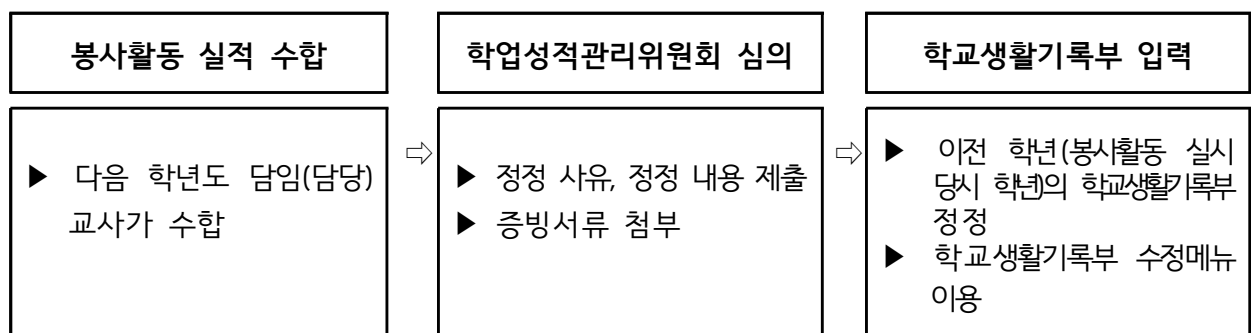 봉사활동 실적 수합
▶ 다음 학년도 담임(담당)
교사가 수합
⇨
학업성적관리위원회 심의
▶ 정정 사유, 정정 내용 제출
▶ 증빙서류 첨부
⇨
학교생활기록부 입력
▶ 이전 학년(봉사활동 실시
당시 학년)의 학교생활기록부
정정
▶ 학교생활기록부 수정메뉴
이용